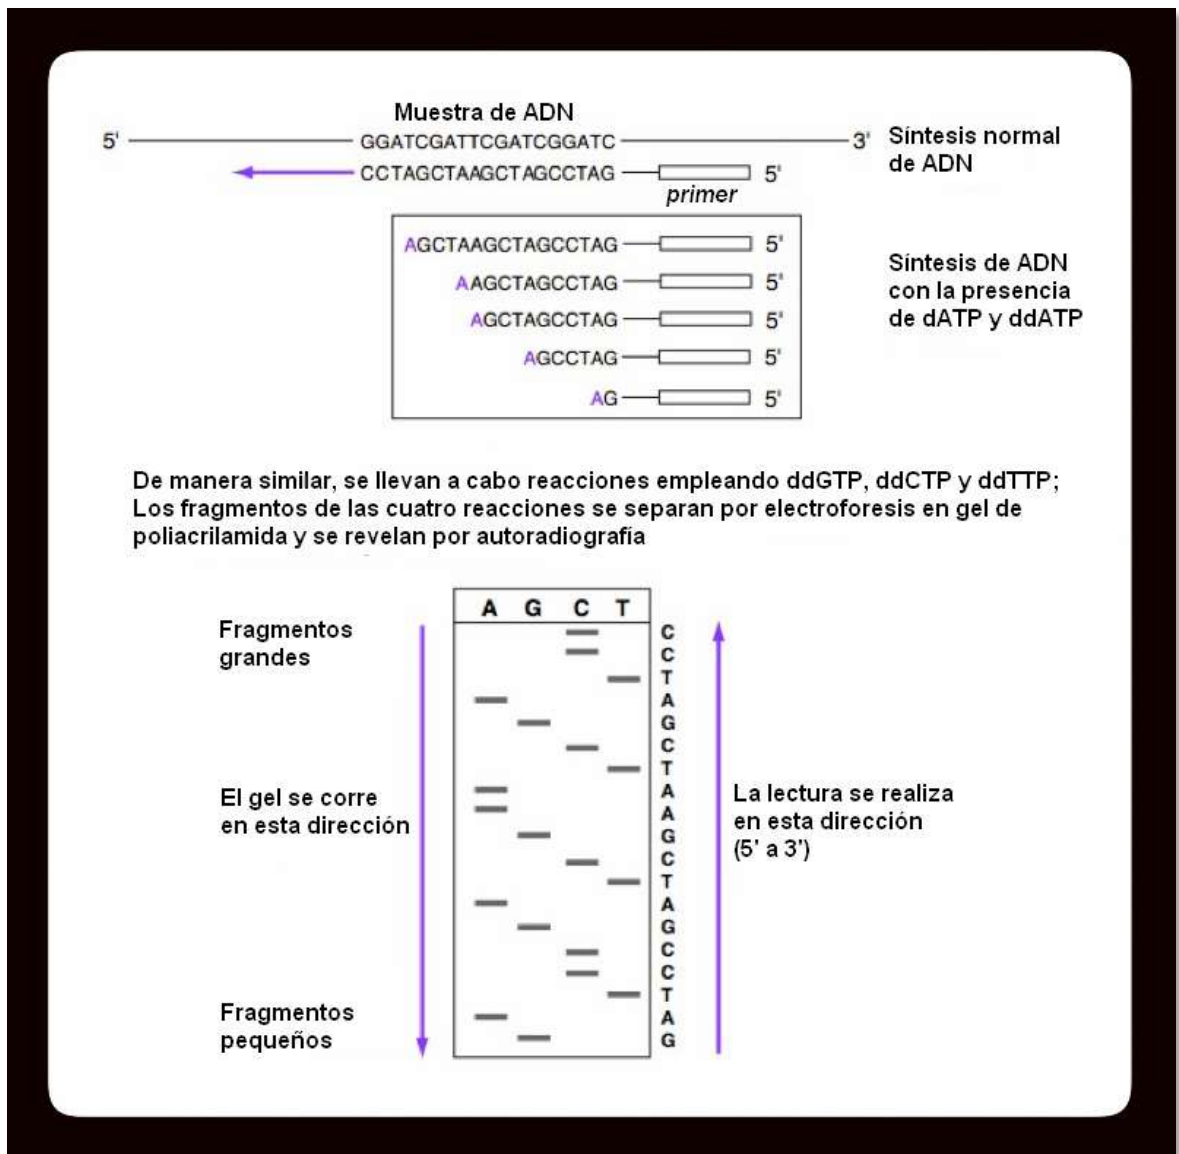 Muestra de ADN
5' GGATCGATTCGATCGGATC 3'
CCTAGCTAAGCTAGCCTAG 5'
primer
Síntesis normal
de ADN
AGCTAAGCTAGCCTAG 5'
AAGCTAGCCTAG 5'
AGCTAGCCTAG 5'
AGCCTAG 5'
AG 5'
Síntesis de ADN
con la presencia
de dATP y ddATP
De manera similar, se llevan a cabo reacciones empleando ddGTP, ddCTP y ddTTP;
Los fragmentos de las cuatro reacciones se separan por electroforesis en gel de
poliacrilamida y se revelan por autoradiografía
A G C T
Fragmentos
grandes
El gel se corre
en esta dirección
Fragmentos
pequeños
C
C
T
A
G
C
T
A
A
G
C
T
A
G
C
C
T
A
G
La lectura se realiza
en esta dirección
(5' a 3')